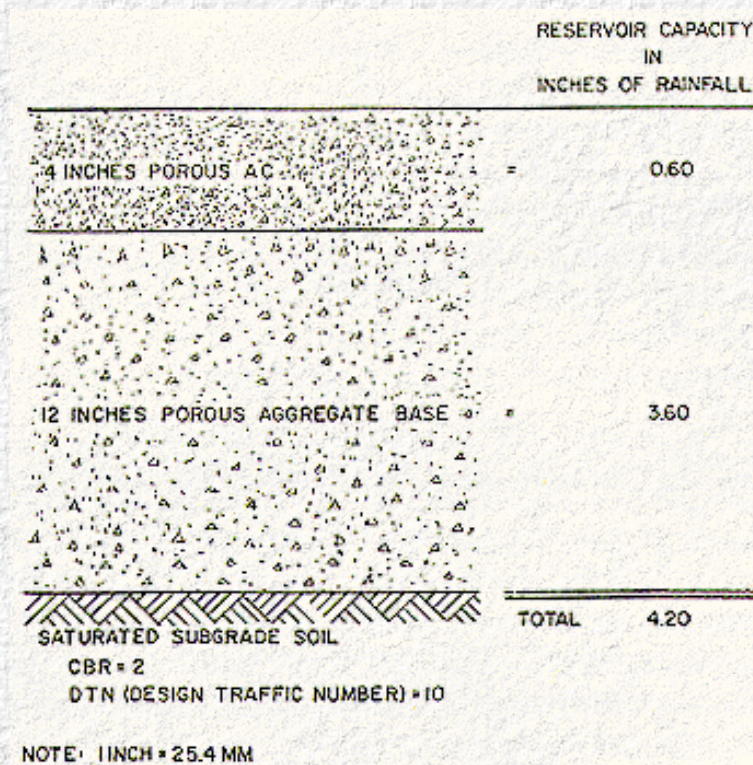 RESERVOIR CAPACITY
IN
INCHES OF RAINFALL
4 INCHES POROUS AC = 0.60
12 INCHES POROUS AGGREGATE BASE = 3.60
TOTAL 4.20
SATURATED SUBGRADE SOIL
CBR = 2
DTN (DESIGN TRAFFIC NUMBER) = 10
NOTE: 1 INCH = 25.4 MM